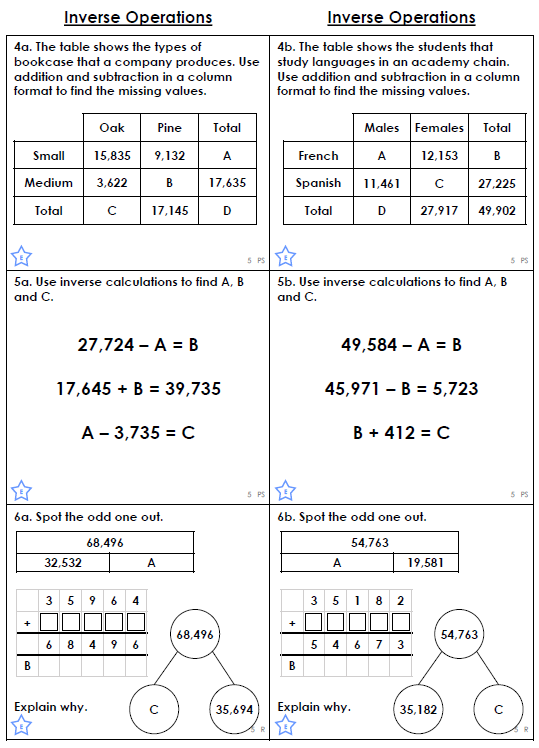 Inverse Operations
Inverse Operations
4a. The table shows the types of
bookcase that a company produces. Use
addition and subtraction in a column
format to find the missing values.
Oak Pine Total
Small 15,835 9,132 A
Medium 3,622 B 17,635
Total C 17,145 D
E
5 PS
4b. The table shows the students that
study languages in an academy chain.
Use addition and subtraction in a column
format to find the missing values.
Males Females Total
French A 12,153 B
Spanish 11,461 C 27,225
Total D 27,917 49,902
E
5 PS
5a. Use inverse calculations to find A, B
and C.
27,724 – A = B
17,645 + B = 39,735
A – 3,735 = C
E
5 PS
5b. Use inverse calculations to find A, B
and C.
49,584 – A = B
45,971 – B = 5,723
B + 412 = C
E
5 PS
6a. Spot the odd one out.
68,496
32,532 A
3 5 9 6 4
+
6 8 4 9 6
B
68,496
C 35,694
Explain why.
E
5 R
6b. Spot the odd one out.
54,763
A 19,581
3 5 1 8 2
+
5 4 6 7 3
B
54,763
35,182 C
Explain why.
E
5 R